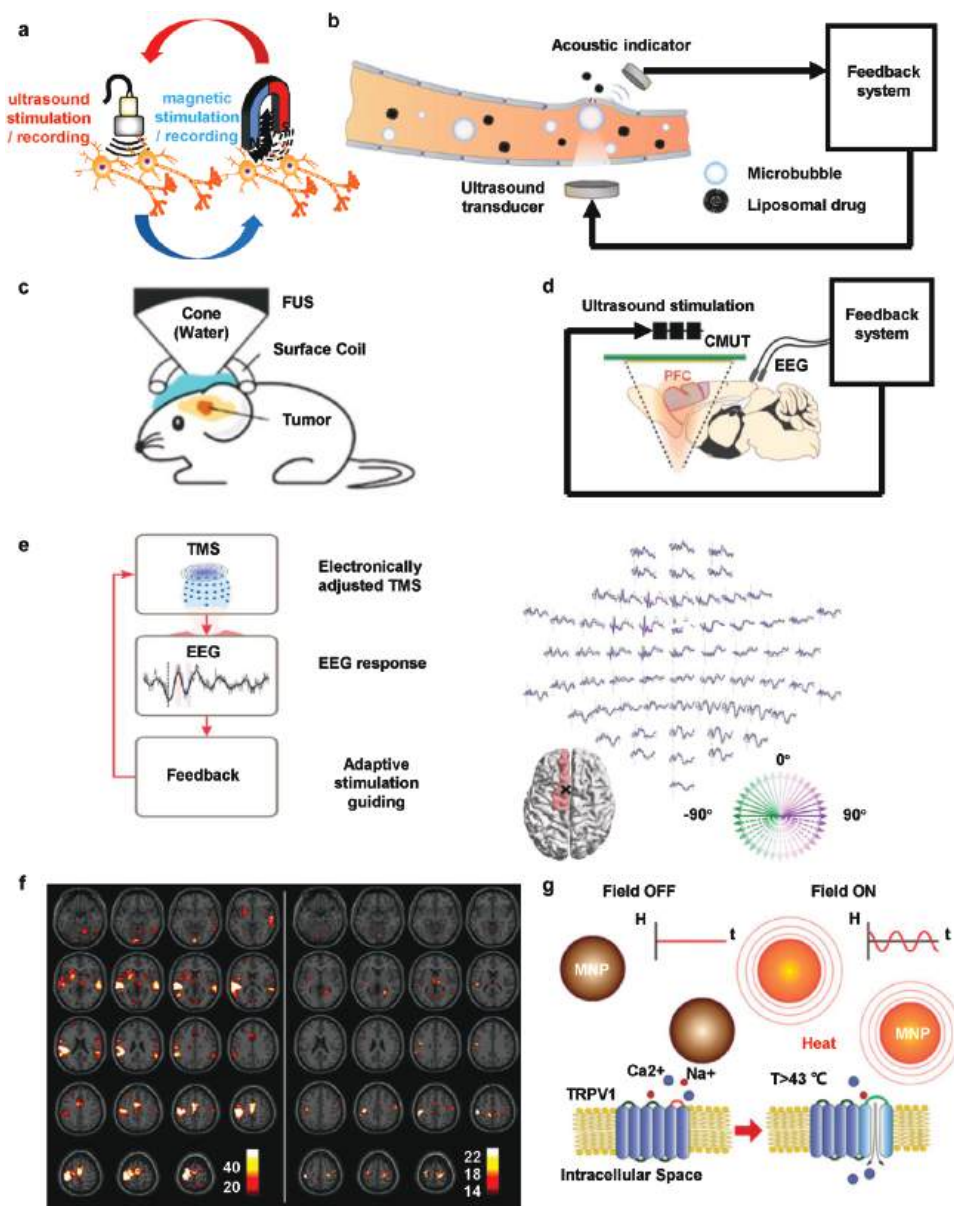 a
ultrasound
stimulation
/ recording
magnetic
stimulation
/ recording
b
Acoustic indicator
Feedback
system
Ultrasound
transducer
Microbubble
Liposomal drug
c
FUS
Cone
(Water)
Surface Coil
Tumor
d
Ultrasound stimulation
CMUT
PFC
EEG
Feedback
system
e
TMS
Electronically
adjusted TMS
EEG
EEG response
Feedback
Adaptive
stimulation
guiding
0°
-90°
90°
f
40
20
22
18
14
g
Field OFF
Field ON
H
t
H
t
MNP
MNP
Heat
Ca2+
Na+
T>43 ℃
TRPV1
Intracellular Space